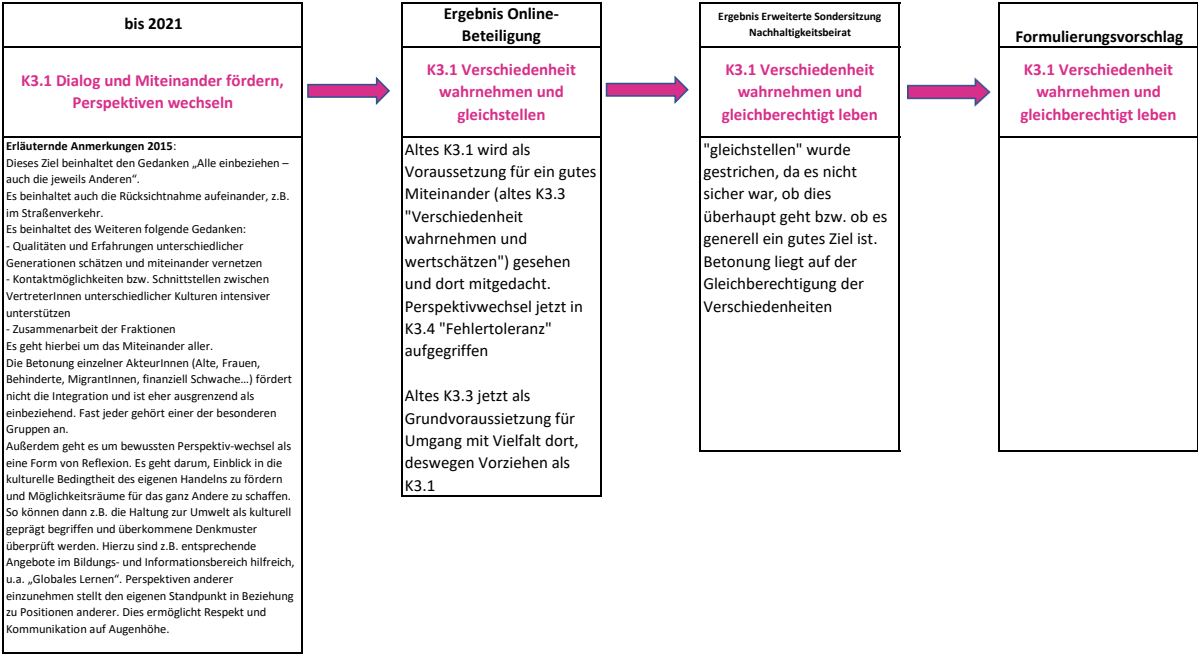 bis 2021
K3.1 Dialog und Miteinander fördern,
Perspektiven wechseln
Erläuternde Anmerkungen 2015:
Dieses Ziel beinhaltet den Gedanken „Alle einbeziehen –
auch die jeweils Anderen“.
Es beinhaltet auch die Rücksichtnahme aufeinander, z.B.
im Straßenverkehr.
Es beinhaltet des Weiteren folgende Gedanken:
- Qualitäten und Erfahrungen unterschiedlicher
Generationen schätzen und miteinander vernetzen
- Kontaktmöglichkeiten bzw. Schnittstellen zwischen
VertreterInnen unterschiedlicher Kulturen intensiver
unterstützen
- Zusammenarbeit der Fraktionen
Es geht hierbei um das Miteinander aller.
Die Betonung einzelner AkteurInnen (Alte, Frauen,
Behinderte, MigrantInnen, finanziell Schwache…) fördert
nicht die Integration und ist eher ausgrenzend als
einbeziehend. Fast jeder gehört einer der besonderen
Gruppen an.
Außerdem geht es um bewussten Perspektiv-wechsel als
eine Form von Reflexion. Es geht darum, Einblick in die
kulturelle Bedingtheit des eigenen Handelns zu fördern
und Möglichkeitsräume für das ganz Andere zu schaffen.
So können dann z.B. die Haltung zur Umwelt als kulturell
geprägt begriffen und überkommene Denkmuster
überprüft werden. Hierzu sind z.B. entsprechende
Angebote im Bildungs- und Informationsbereich hilfreich,
u.a. „Globales Lernen“. Perspektiven anderer
einzunehmen stellt den eigenen Standpunkt in Beziehung
zu Positionen anderer. Dies ermöglicht Respekt und
Kommunikation auf Augenhöhe.
Ergebnis Online-
Beteiligung
K3.1 Verschiedenheit
wahrnehmen und
gleichstellen
Altes K3.1 wird als
Voraussetzung für ein gutes
Miteinander (altes K3.3
"Verschiedenheit
wahrnehmen und
wertschätzen") gesehen
und dort mitgedacht.
Perspektivwechsel jetzt in
K3.4 "Fehlertoleranz"
aufgegriffen
Altes K3.3 jetzt als
Grundvoraussietzung für
Umgang mit Vielfalt dort,
deswegen Vorziehen als
K3.1
Ergebnis Erweiterte Sondersitzung
Nachhaltigkeitsbeirat
K3.1 Verschiedenheit
wahrnehmen und
gleichberechtigt leben
"gleichstellen" wurde
gestrichen, da es nicht
sicher war, ob dies
überhaupt geht bzw. ob es
generell ein gutes Ziel ist.
Betonung liegt auf der
Gleichberechtigung der
Verschiedenheiten
Formulierungsvorschlag
K3.1 Verschiedenheit
wahrnehmen und
gleichberechtigt leben